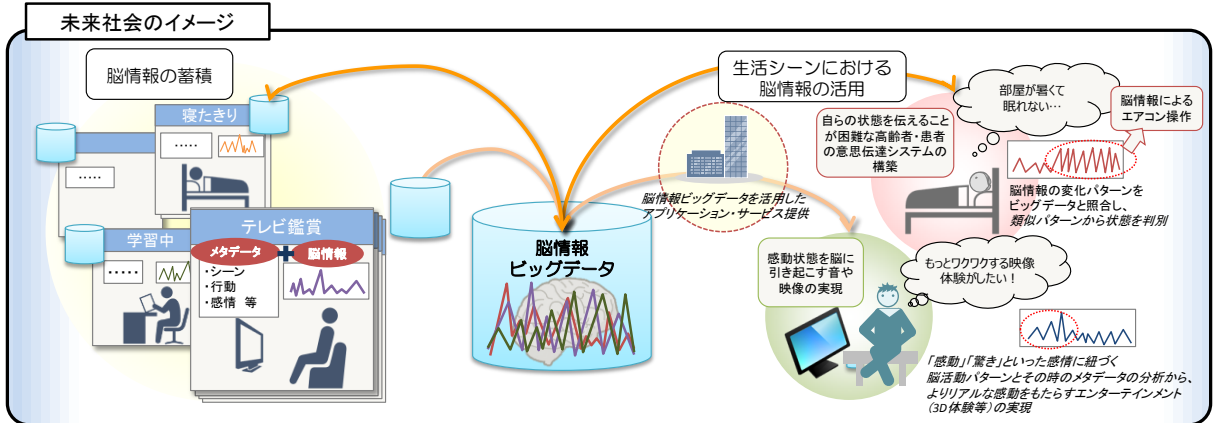 未来社会のイメージ
脳情報の蓄積
寝たきり
‥‥‥
‥‥‥
学習中
‥‥‥
テレビ鑑賞
メタデータ
+
脳情報
・シーン
・行動
・感情 等
脳情報
ビッグデータ
生活シーンにおける
脳情報の活用
脳情報ビッグデータを活用した
アプリケーション・サービス提供
自らの状態を伝えること
が困難な高齢者・患者
の意思伝達システムの
構築
部屋が暑くて
眠れない…
脳情報による
エアコン操作
脳情報の変化パターンを
ビッグデータと照合し、
類似パターンから状態を判別
感動状態を脳に
引き起こす音や
映像の実現
もっとワクワクする映像
体験がしたい！
「感動」「驚き」といった感情に紐づく
脳活動パターンとその時のメタデータの分析から、
よりリアルな感動をもたらすエンターテインメント
（3D体験等）の実現